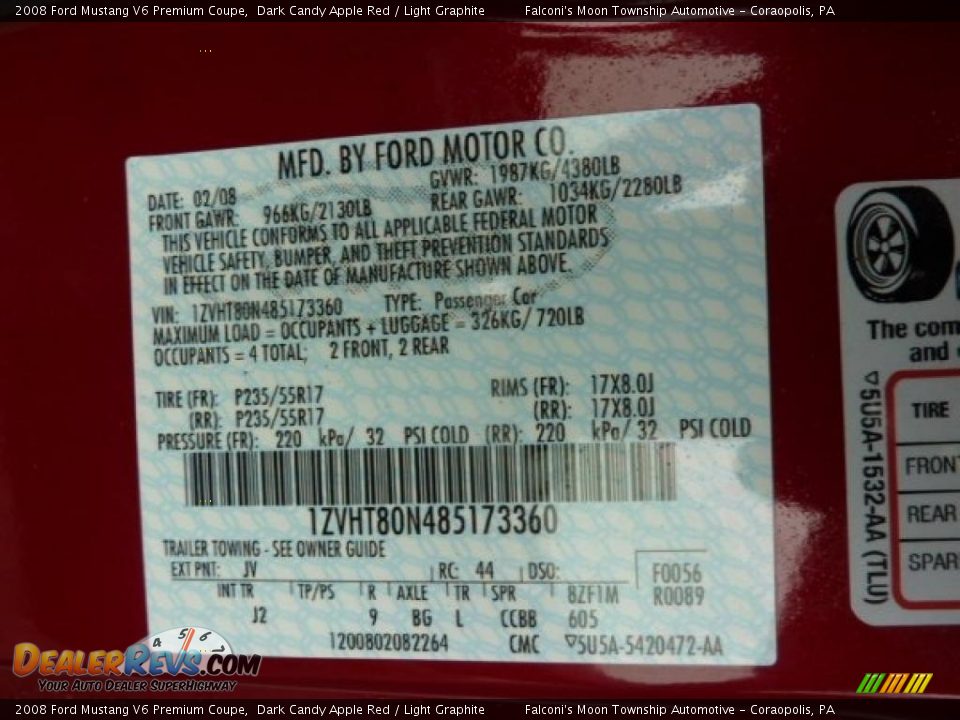 2008 Ford Mustang V6 Premium Coupe, Dark Candy Apple Red / Light Graphite Falconi's Moon Township Automotive - Coraopolis, PA
MFD. BY FORD MOTOR CO.
DATE: 02/08 GVWR: 1987KG/4380LB
FRONT GAWR: 966KG/2130LB REAR GAWR: 1034KG/2280LB
THIS VEHICLE CONFORMS TO ALL APPLICABLE FEDERAL MOTOR
VEHICLE SAFETY, BUMPER, AND THEFT PREVENTION STANDARDS
IN EFFECT ON THE DATE OF MANUFACTURE SHOWN ABOVE.
VIN: 1ZVHT80N485173360 TYPE: Passenger Car
MAXIMUM LOAD = OCCUPANTS + LUGGAGE = 326KG/ 720LB
OCCUPANTS = 4 TOTAL; 2 FRONT, 2 REAR
TIRE (FR): P235/55R17 RIMS (FR): 17X8.0J
(RR): P235/55R17 (RR): 17X8.0J
PRESSURE (FR): 220 kPa/ 32 PSI COLD (RR): 220 kPa/ 32 PSI COLD
1ZVHT80N485173360
TRAILER TOWING - SEE OWNER GUIDE
EXT PNT: JV RC: 44 DSO: F0056
INT TR TP/PS R AXLE TR SPR 8ZF1M R0089
J2 9 BG L CCBB 605
1200802082264 CMC ▽5U5A-5420472-AA
The com
and
▽5U5A-1532-AA (TLU)
TIRE
FRONT
REAR
SPAR
4 5 6
DEALERREVS.COM
YOUR AUTO DEALER SUPERHIGHWAY
2008 Ford Mustang V6 Premium Coupe, Dark Candy Apple Red / Light Graphite Falconi's Moon Township Automotive - Coraopolis, PA